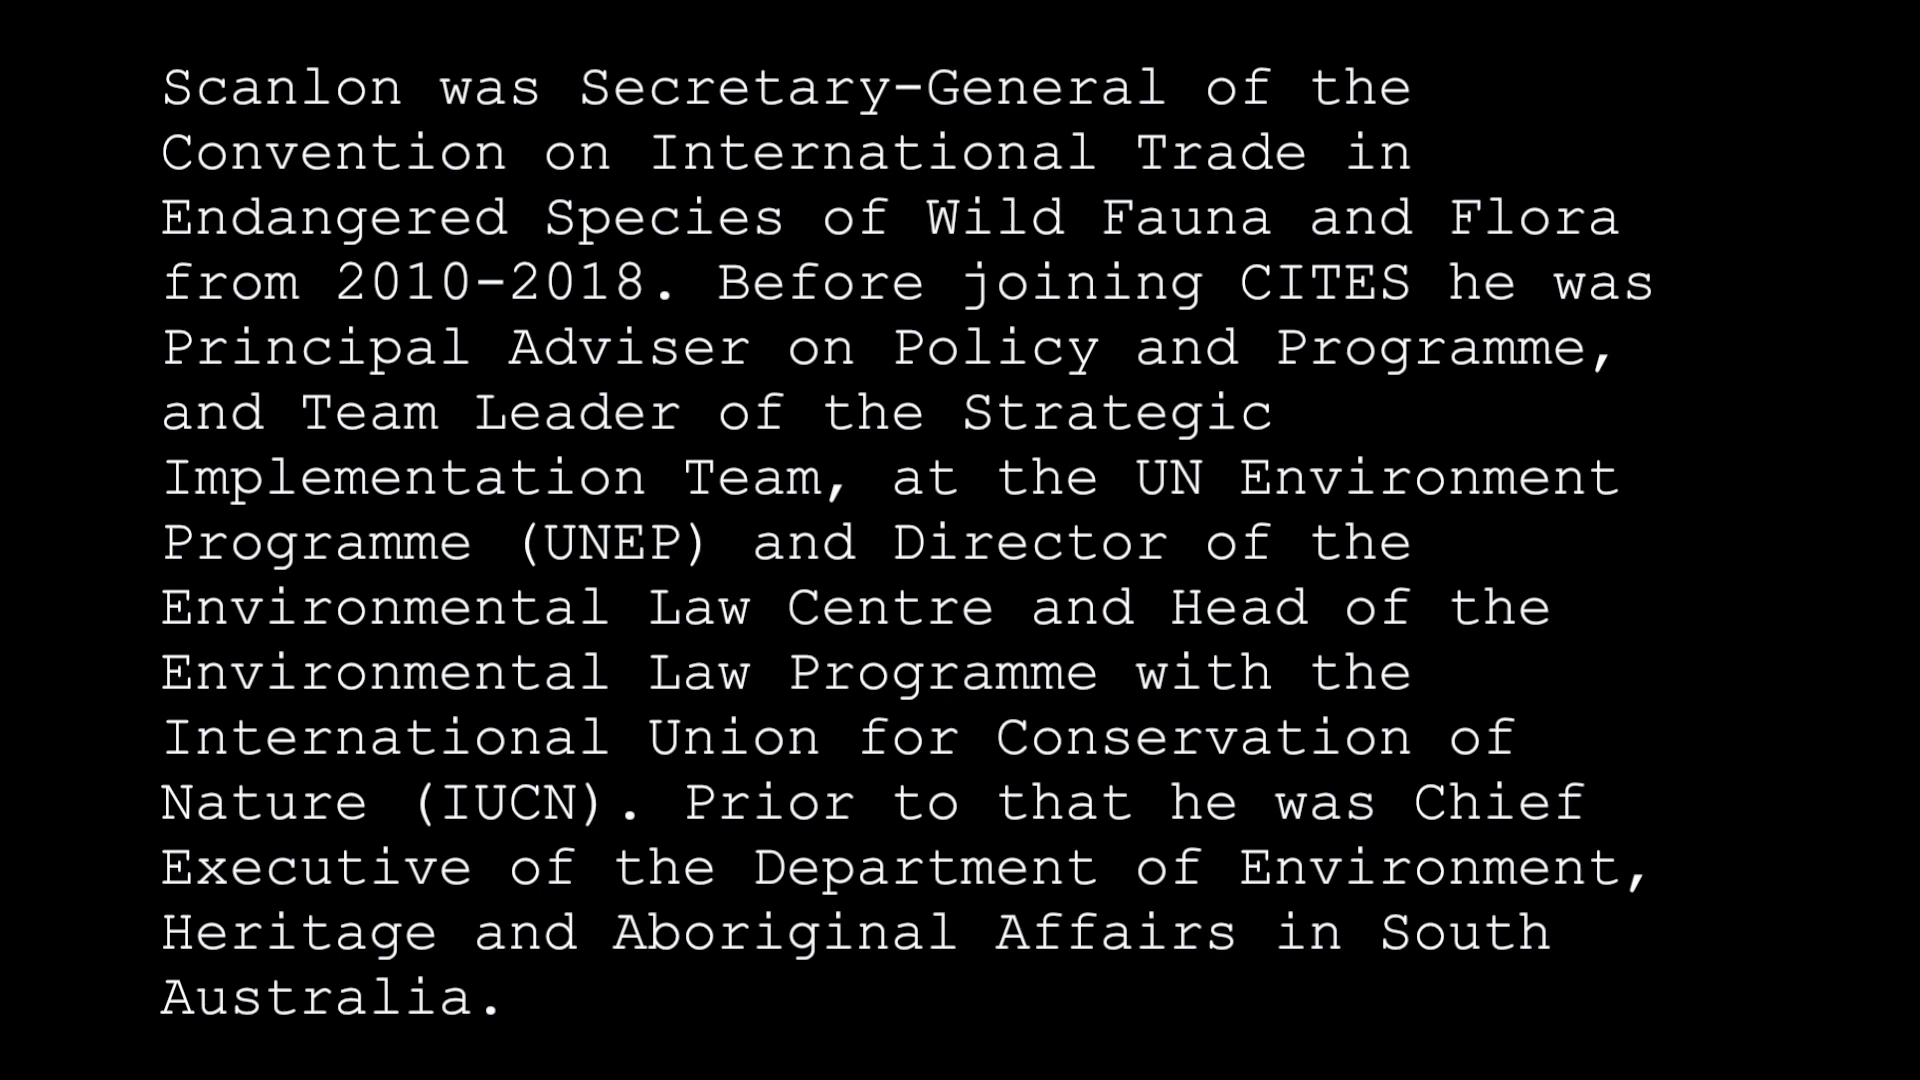 Scanlon was Secretary-General of the
Convention on International Trade in
Endangered Species of Wild Fauna and Flora
from 2010-2018. Before joining CITES he was
Principal Adviser on Policy and Programme,
and Team Leader of the Strategic
Implementation Team, at the UN Environment
Programme (UNEP) and Director of the
Environmental Law Centre and Head of the
Environmental Law Programme with the
International Union for Conservation of
Nature (IUCN). Prior to that he was Chief
Executive of the Department of Environment,
Heritage and Aboriginal Affairs in South
Australia.